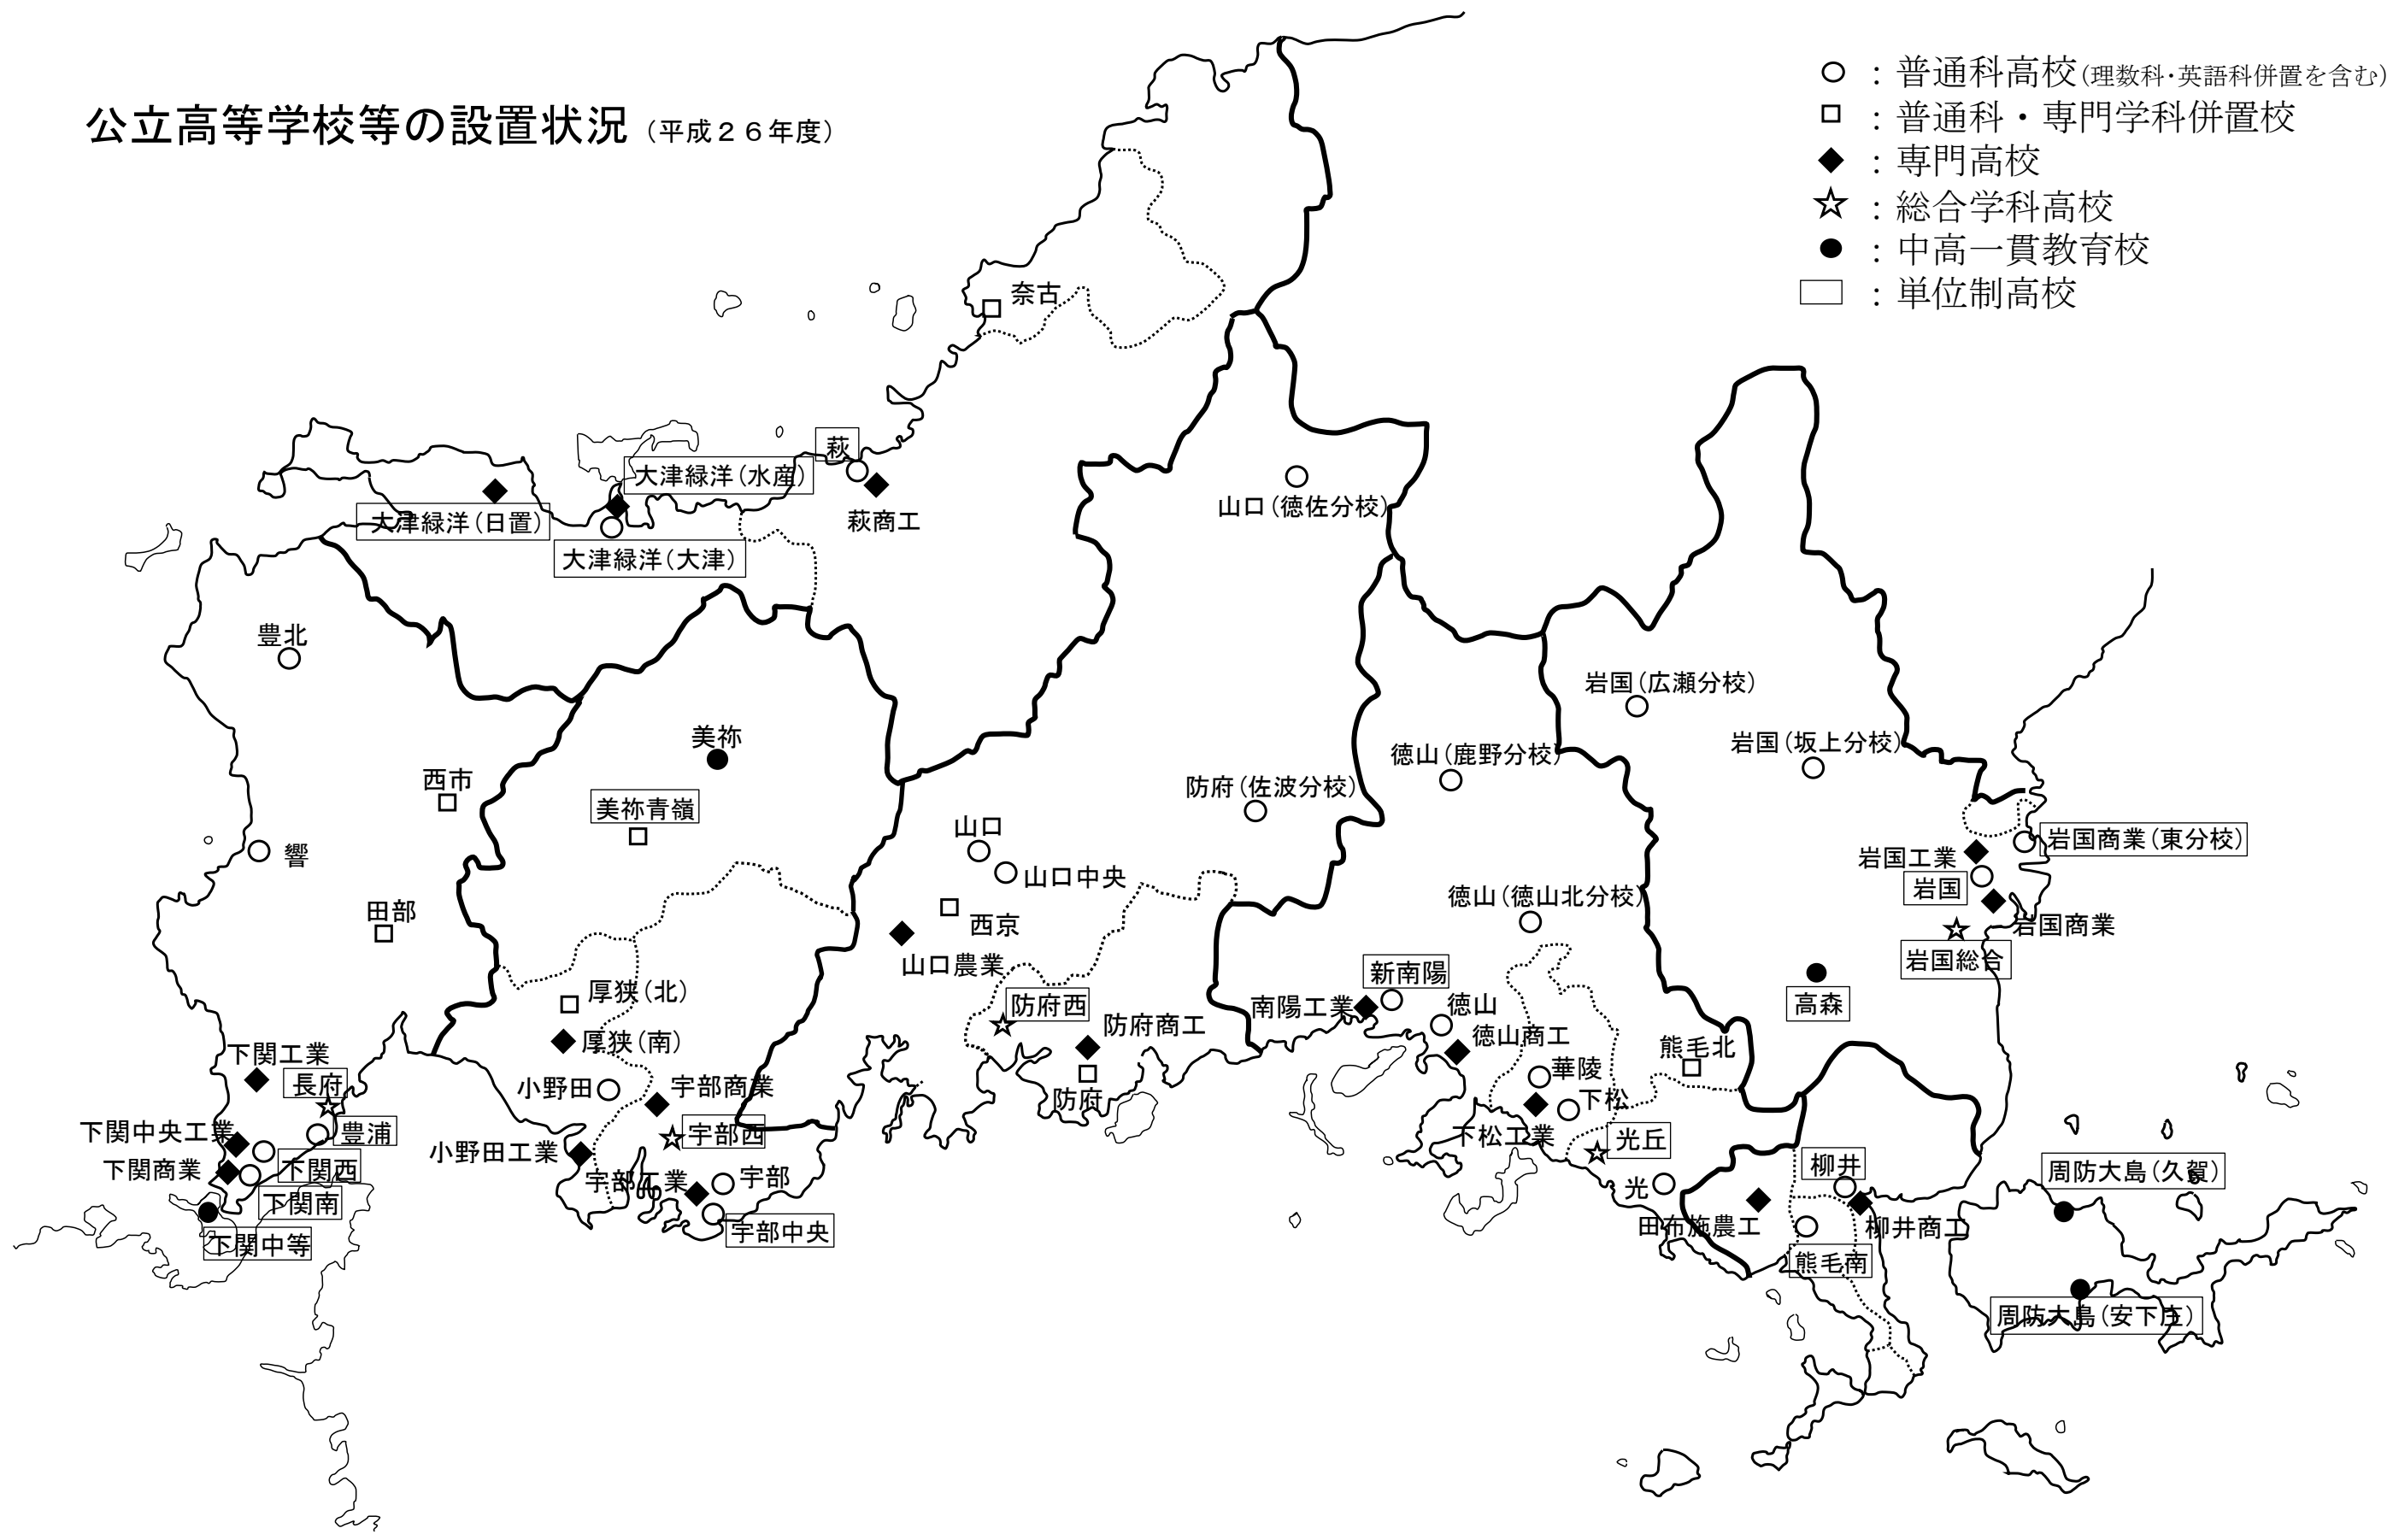 公立高等学校等の設置状況（平成２６年度）
○ ： 普通科高校（理数科・英語科併置を含む）
□ ： 普通科・専門学科併置校
◆ ： 専門高校
☆ ： 総合学科高校
● ： 中高一貫教育校
： 単位制高校
奈古
萩
萩商工
大津緑洋（水産）
大津緑洋（日置）
大津緑洋（大津）
山口（徳佐分校）
豊北
西市
響
田部
美祢
美祢青嶺
岩国（広瀬分校）
岩国（坂上分校）
徳山（鹿野分校）
防府（佐波分校）
山口
山口中央
西京
山口農業
徳山（徳山北分校）
岩国商業（東分校）
岩国工業
岩国
岩国商業
岩国総合
高森
厚狭（北）
厚狭（南）
小野田
小野田工業
宇部商業
宇部西
宇部工業
宇部
宇部中央
防府西
防府商工
防府
新南陽
南陽工業
徳山
徳山商工
熊毛北
華陵
下松
下松工業
光丘
光
田布施農工
柳井
柳井商工
熊毛南
周防大島（久賀）
周防大島（安下庄）
下関工業
長府
下関中央工業
豊浦
下関商業
下関西
下関南
下関中等